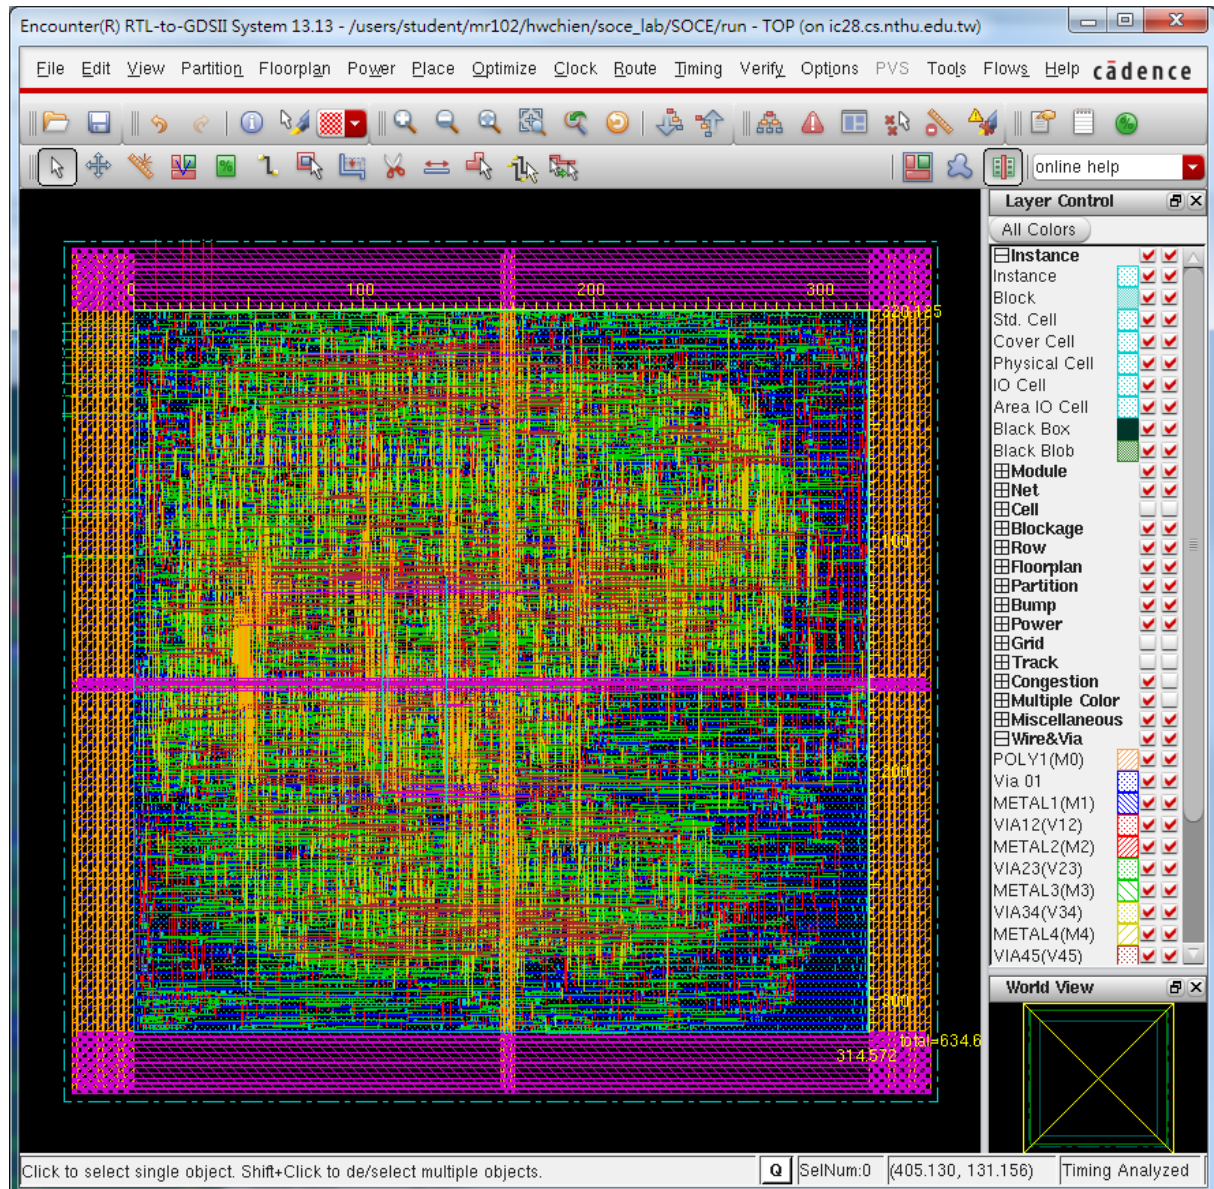 Encounter(R) RTL-to-GDSII System 13.13 - /users/student/mr102/hwchien/soce_lab/SOCE/run - TOP (on ic28.cs.nthu.edu.tw)
File Edit View Partition Floorplan Power Place Optimize Clock Route Timing Verify Options PVS Tools Flows Help cādence
online help
Layer Control
All Colors
Instance
Instance
Block
Std. Cell
Cover Cell
Physical Cell
IO Cell
Area IO Cell
Black Box
Black Blob
Module
Net
Cell
Blockage
Row
Floorplan
Partition
Bump
Power
Grid
Track
Congestion
Multiple Color
Miscellaneous
Wire&Via
POLY1(M0)
Via 01
METAL1(M1)
VIA12(V12)
METAL2(M2)
VIA23(V23)
METAL3(M3)
VIA34(V34)
METAL4(M4)
VIA45(V45)
World View
0 100 200 300
100
200
300
total=634.6
314.572
Click to select single object. Shift+Click to de/select multiple objects.
Q
SelNum:0
(405.130, 131.156)
Timing Analyzed